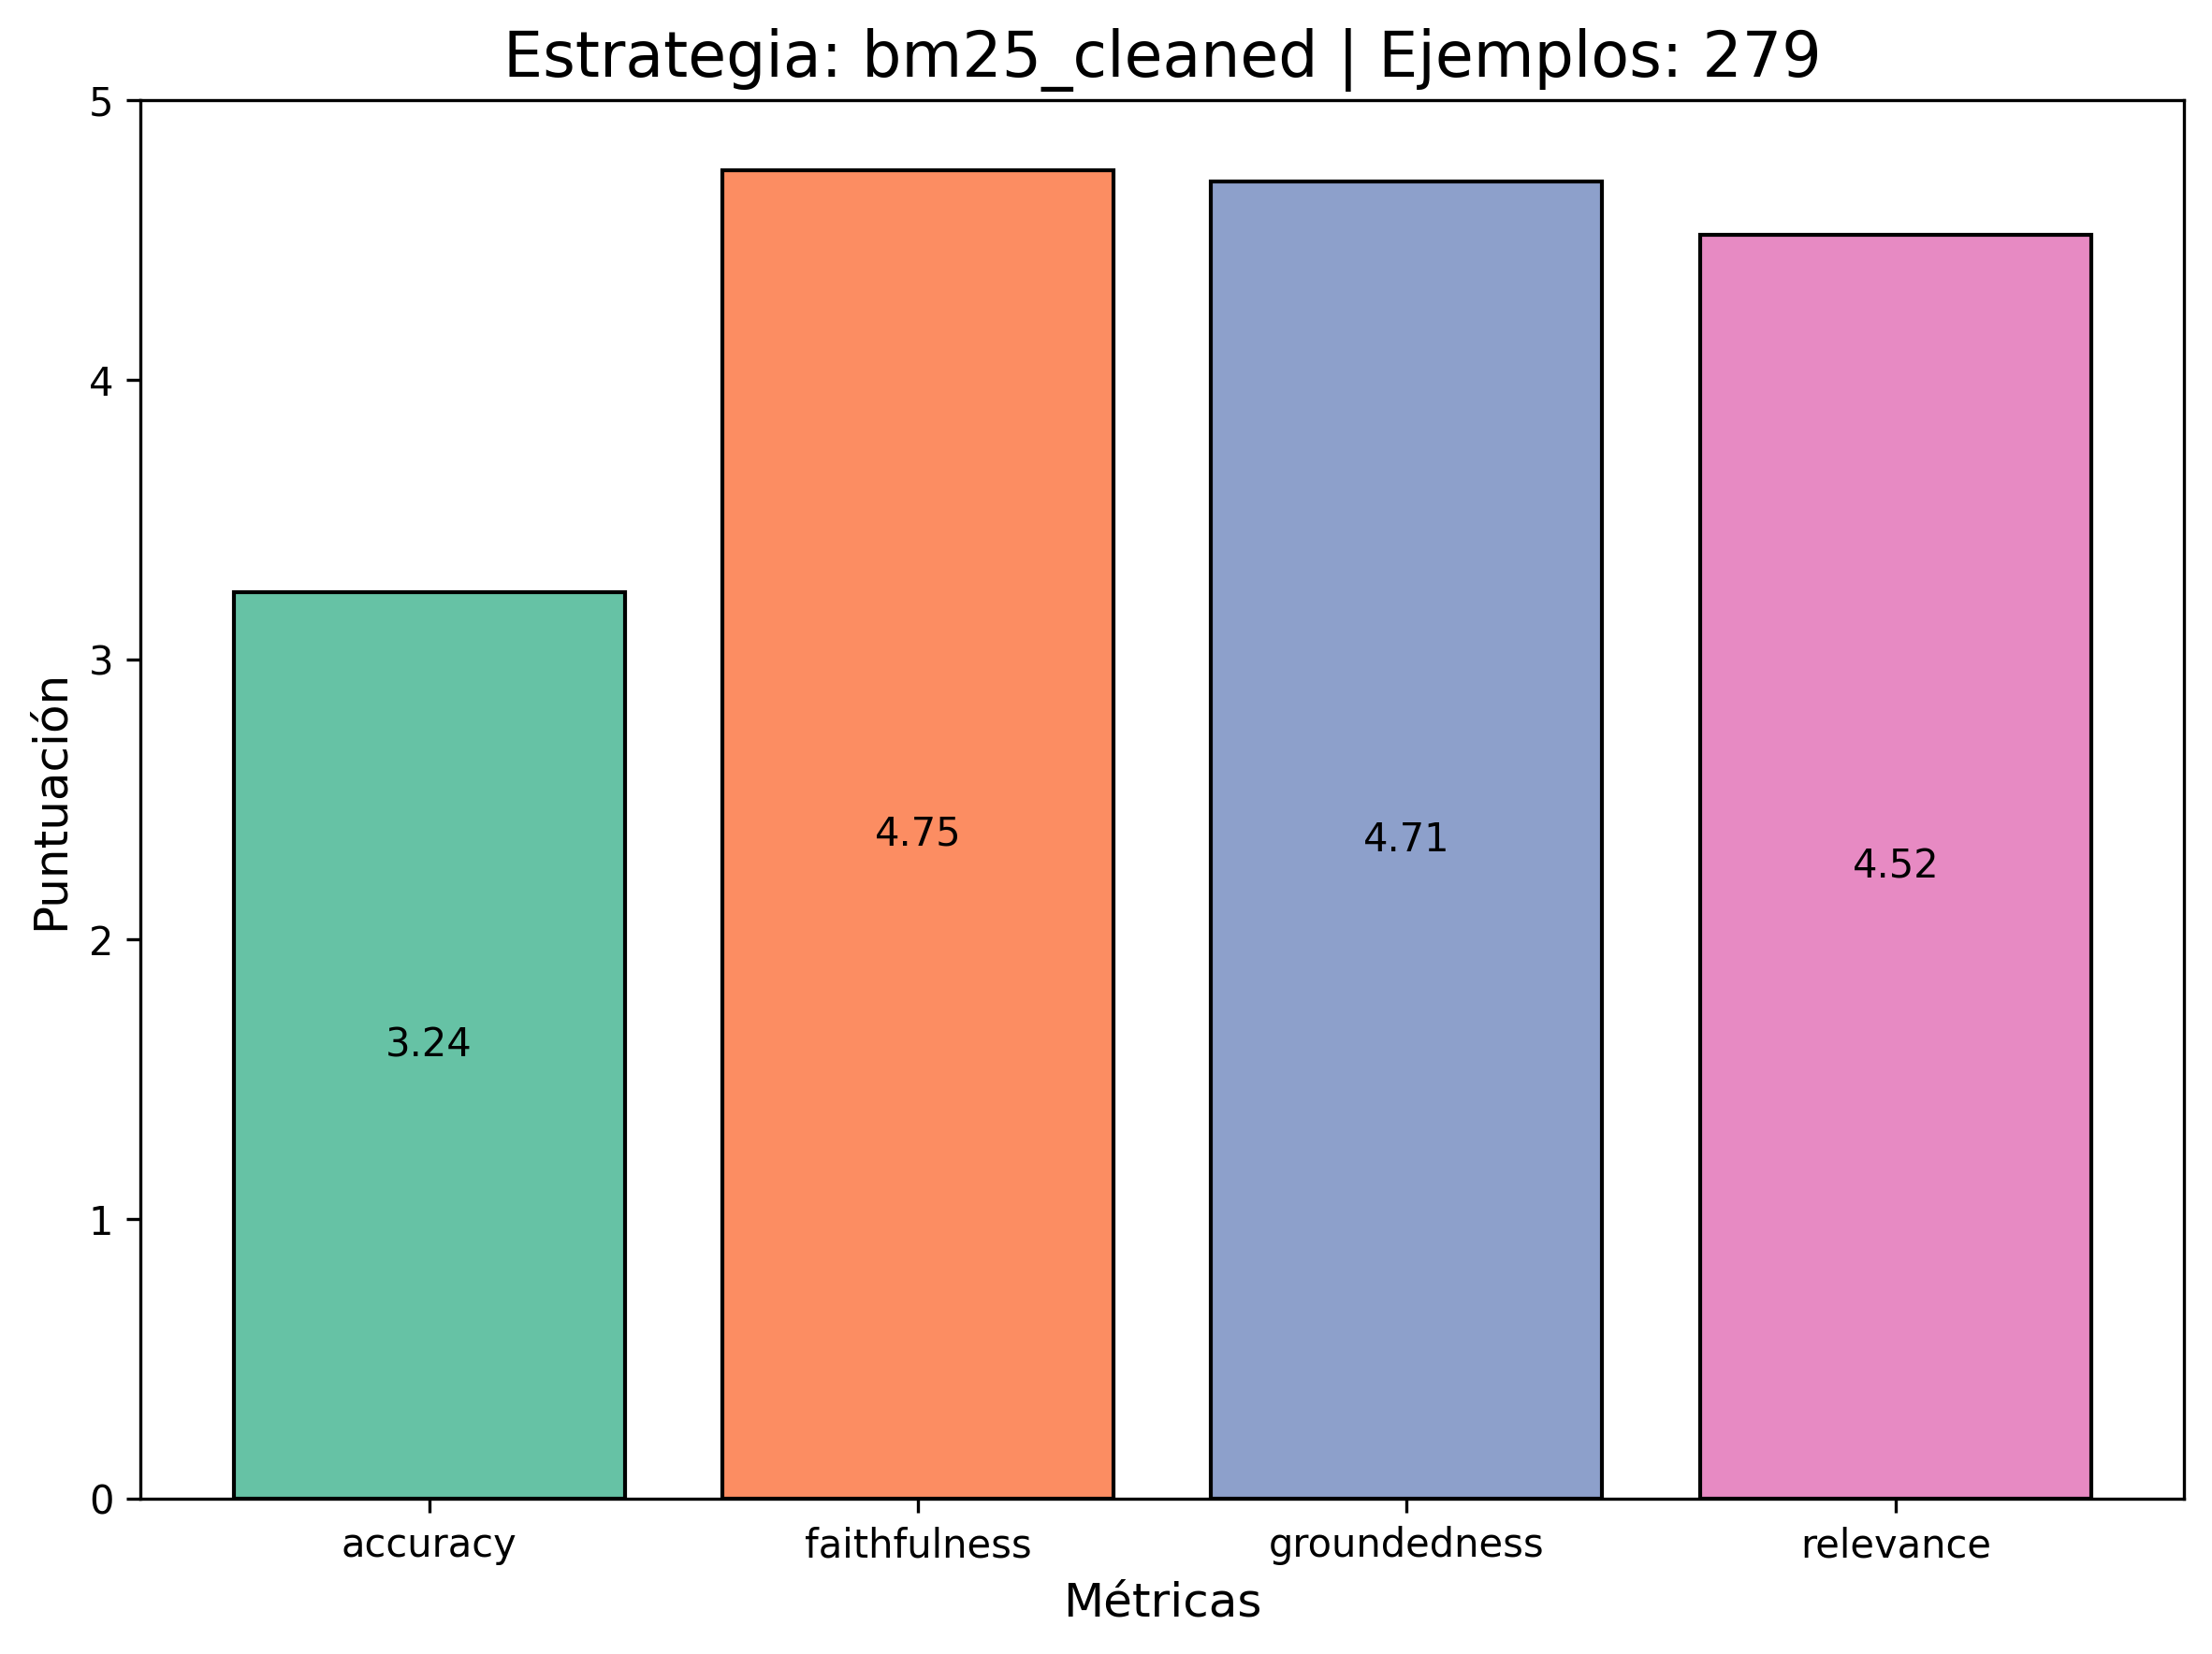 Estrategia: bm25_cleaned | Ejemplos: 279
5
4
3
2
1
0
Puntuación
3.24
4.75
4.71
4.52
accuracy
faithfulness
groundedness
relevance
Métricas